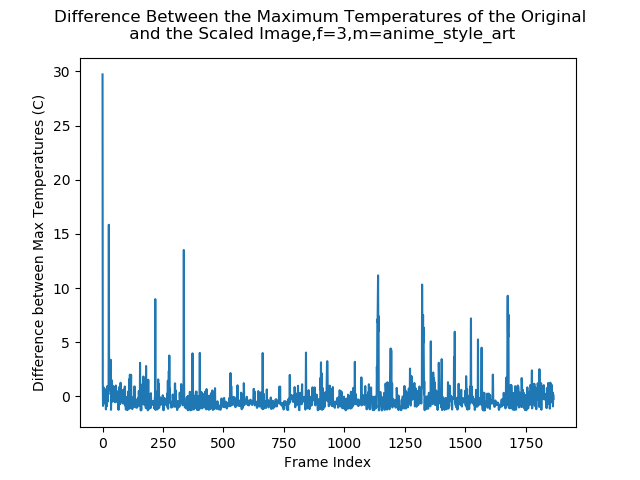 Difference Between the Maximum Temperatures of the Original
and the Scaled Image,f=3,m=anime_style_art
30
25
20
15
10
5
0
Difference between Max Temperatures (C)
0 250 500 750 1000 1250 1500 1750
Frame Index